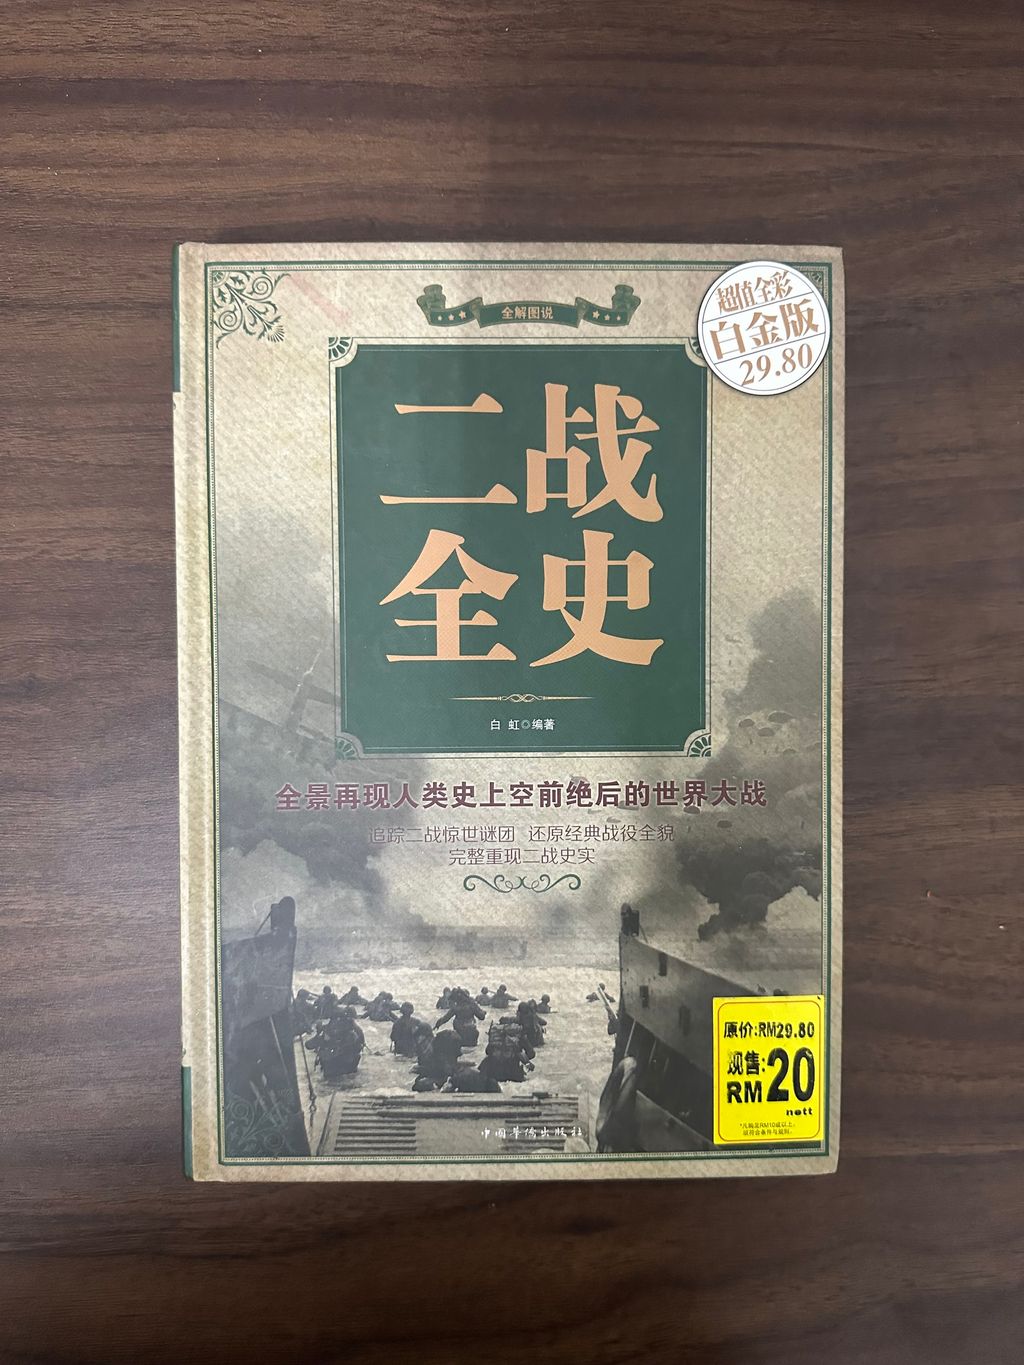 全解图说
超值全彩
白金版
29.80
二战
全史
白 虹◎编著
全景再现人类史上空前绝后的世界大战
追踪二战惊世谜团 还原经典战役全貌
完整重现二战史实
原价:RM29.80
现售:
RM20
nett
中国华侨出版社